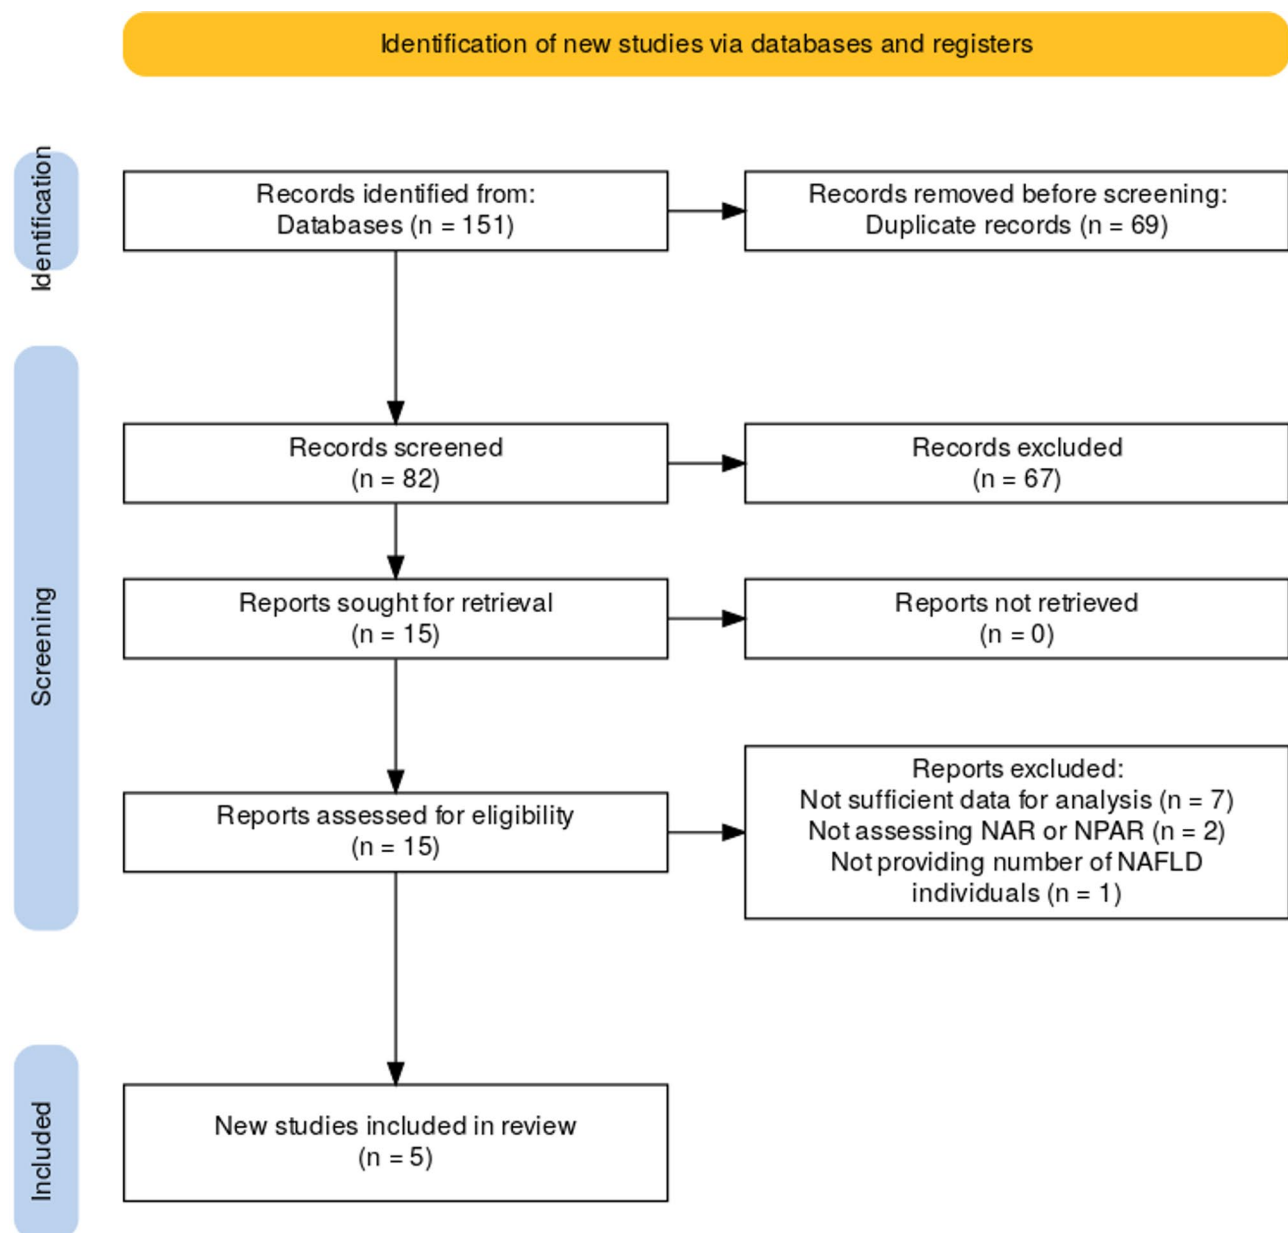 Identification of new studies via databases and registers
Identification
Records identified from:
Databases (n = 151)
Records removed before screening:
Duplicate records (n = 69)
Screening
Records screened
(n = 82)
Records excluded
(n = 67)
Reports sought for retrieval
(n = 15)
Reports not retrieved
(n = 0)
Reports assessed for eligibility
(n = 15)
Reports excluded:
Not sufficient data for analysis (n = 7)
Not assessing NAR or NPAR (n = 2)
Not providing number of NAFLD
individuals (n = 1)
Included
New studies included in review
(n = 5)